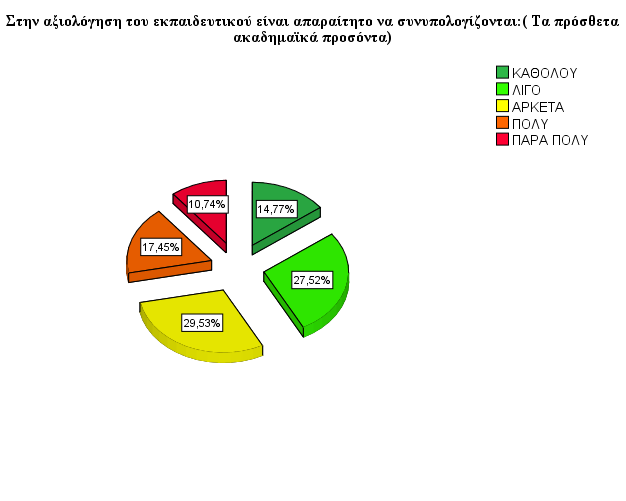 Στην αξιολόγηση του εκπαιδευτικού είναι απαραίτητο να συνυπολογίζονται:( Τα πρόσθετα
ακαδημαϊκά προσόντα)
ΚΑΘΟΛΟΥ
ΛΙΓΟ
ΑΡΚΕΤΑ
ΠΟΛΥ
ΠΑΡΑ ΠΟΛΥ
10,74%
14,77%
17,45%
27,52%
29,53%